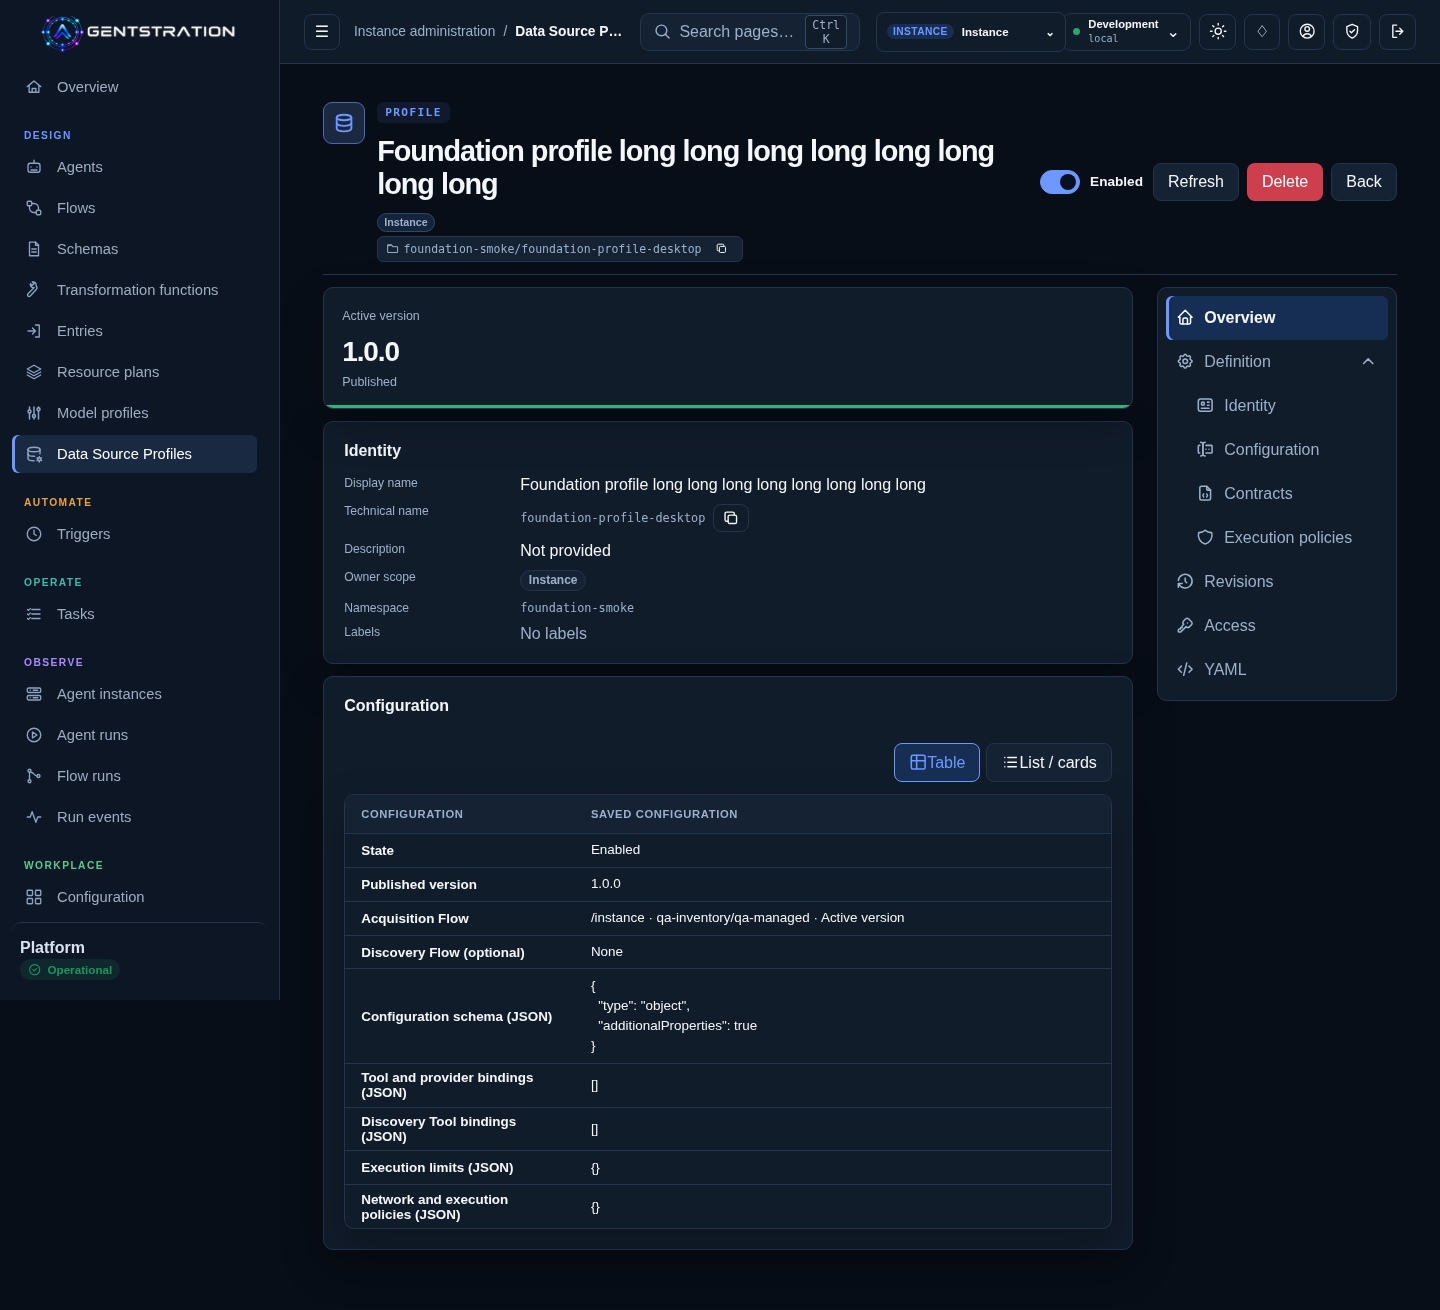 GENTSTRATION
☰
Instance administration / Data Source P…
Search pages…
Ctrl K
INSTANCE Instance
Development
local
Overview
DESIGN
Agents
Flows
Schemas
Transformation functions
Entries
Resource plans
Model profiles
Data Source Profiles
AUTOMATE
Triggers
OPERATE
Tasks
OBSERVE
Agent instances
Agent runs
Flow runs
Run events
WORKPLACE
Configuration
Platform
Operational
PROFILE
Foundation profile long long long long long long
long long
Instance
foundation-smoke/foundation-profile-desktop
Enabled
Refresh
Delete
Back
Active version
1.0.0
Published
Identity
Display name Foundation profile long long long long long long long long
Technical name foundation-profile-desktop
Description Not provided
Owner scope Instance
Namespace foundation-smoke
Labels No labels
Configuration
Table
List / cards
CONFIGURATION SAVED CONFIGURATION
State Enabled
Published version 1.0.0
Acquisition Flow /instance · qa-inventory/qa-managed · Active version
Discovery Flow (optional) None
Configuration schema (JSON)
{
"type": "object",
"additionalProperties": true
}
Tool and provider bindings
(JSON)
[]
Discovery Tool bindings
(JSON)
[]
Execution limits (JSON) {}
Network and execution
policies (JSON)
{}
Overview
Definition
Identity
Configuration
Contracts
Execution policies
Revisions
Access
YAML